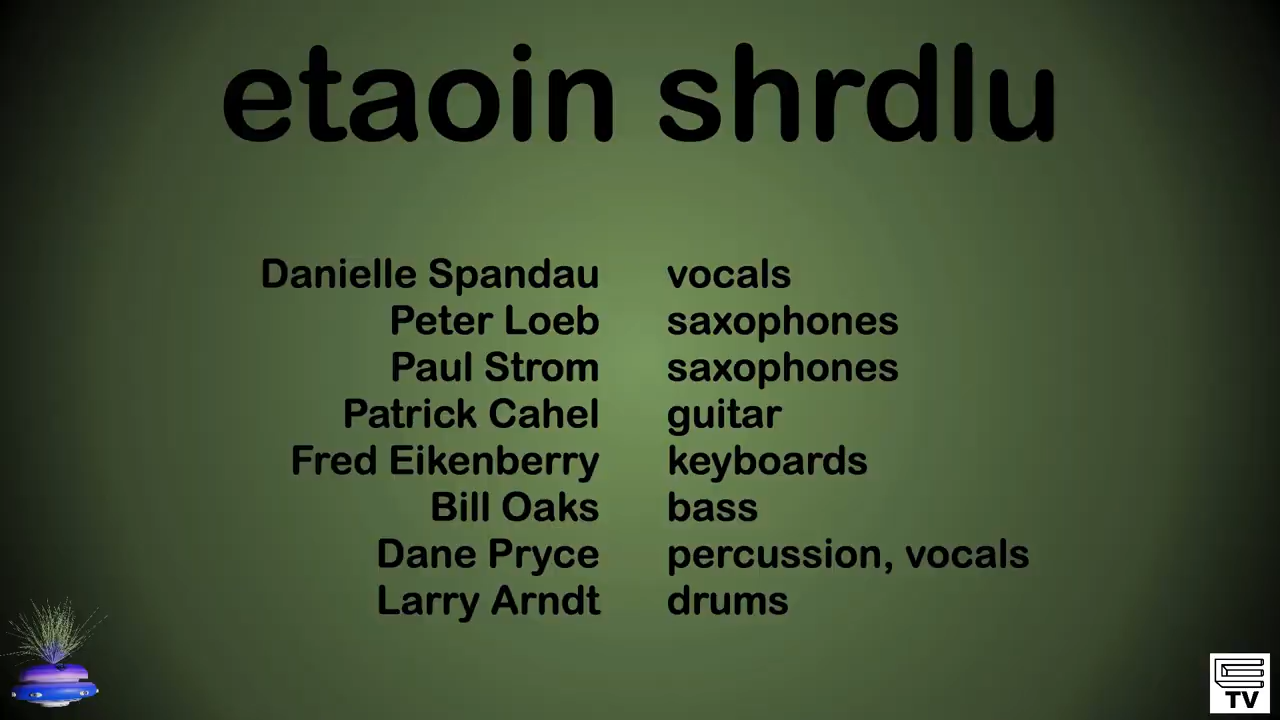 etaoin shrdlu
Danielle Spandau vocals
Peter Loeb saxophones
Paul Strom saxophones
Patrick Cahel guitar
Fred Eikenberry keyboards
Bill Oaks bass
Dane Pryce percussion, vocals
Larry Arndt drums
TV